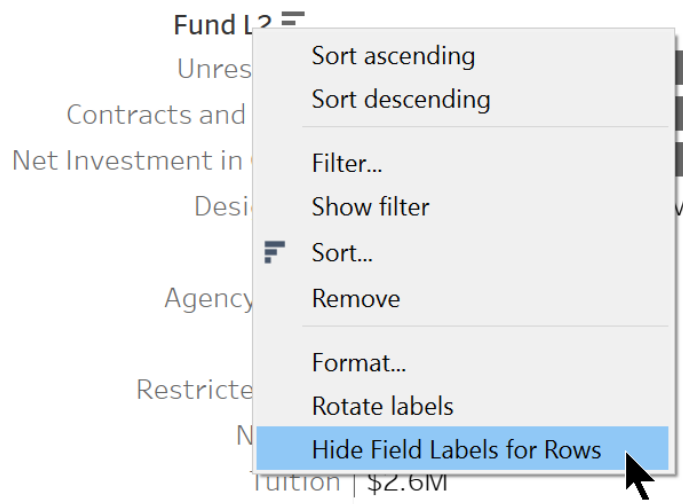 Fund L2
Unres
Contracts and
Net Investment in
Desi
Agency
Restricte
N
Tuition | $2.6M
Sort ascending
Sort descending
Filter...
Show filter
Sort...
Remove
Format...
Rotate labels
Hide Field Labels for Rows